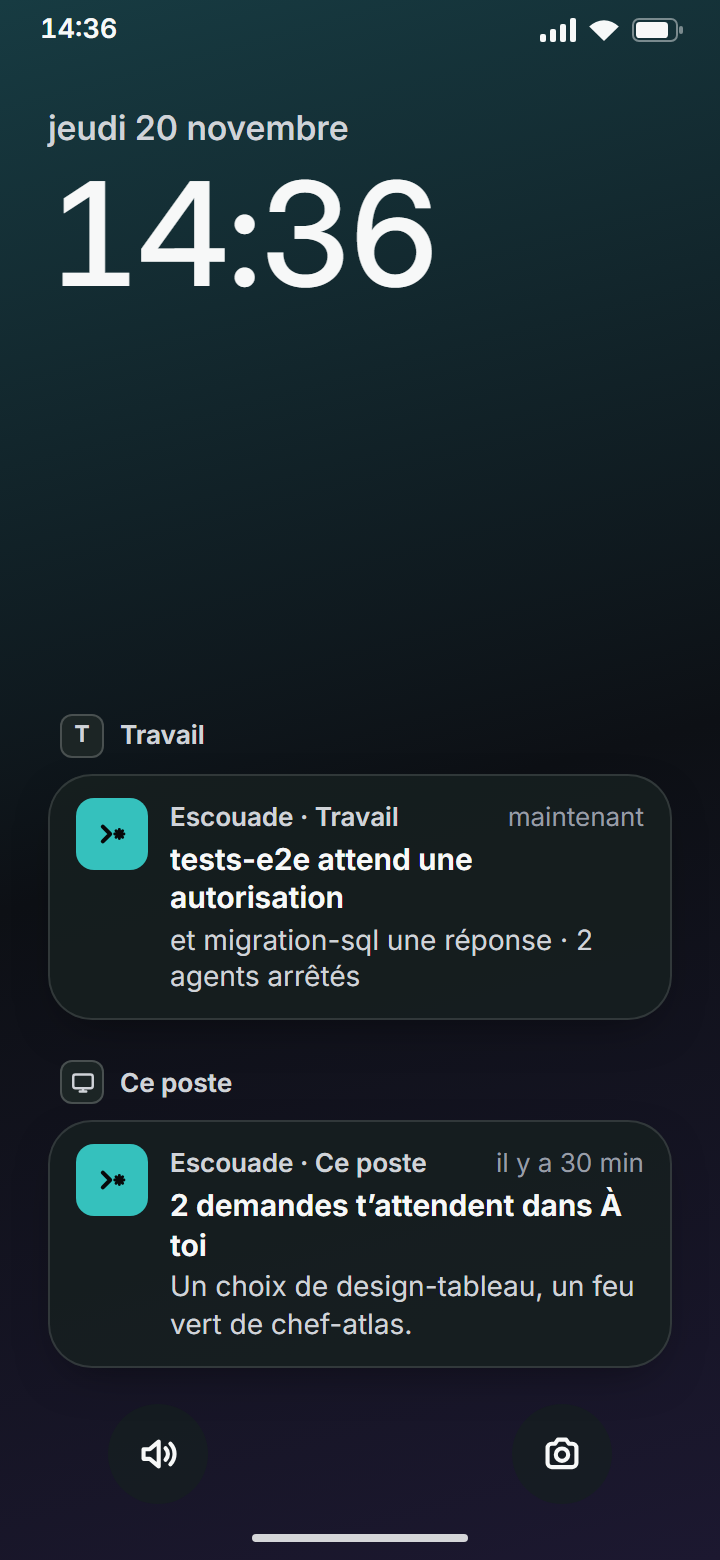 14:36
jeudi 20 novembre
14:36
T Travail
Escouade · Travail maintenant
tests-e2e attend une
autorisation
et migration-sql une réponse · 2
agents arrêtés
Ce poste
Escouade · Ce poste il y a 30 min
2 demandes t’attendent dans À
toi
Un choix de design-tableau, un feu
vert de chef-atlas.